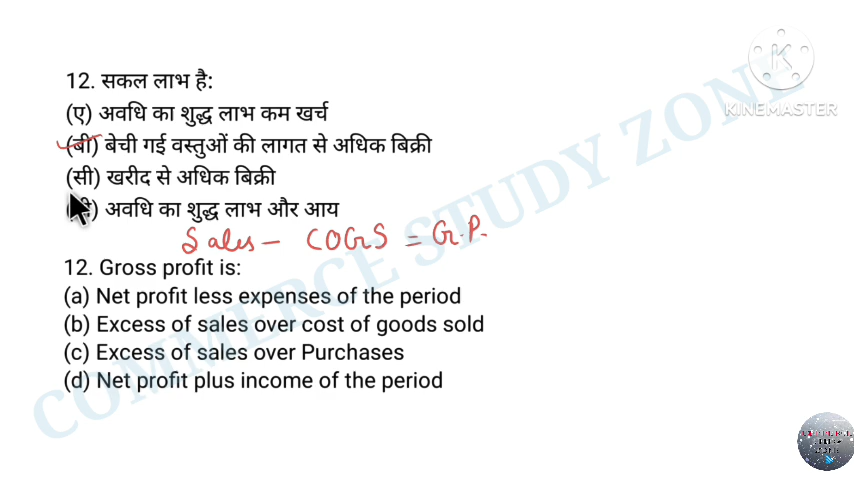 12. सकल लाभ है:
(ए) अवधि का शुद्ध लाभ कम खर्च
(बी) बेची गई वस्तुओं की लागत से अधिक बिक्री
(सी) खरीद से अधिक बिक्री
अवधि का शुद्ध लाभ और आय
Sales - COGS = G.P.
12. Gross profit is:
(a) Net profit less expenses of the period
(b) Excess of sales over cost of goods sold
(c) Excess of sales over Purchases
(d) Net profit plus income of the period
COMMERCE STUDY ZONE
K
KINEMASTER